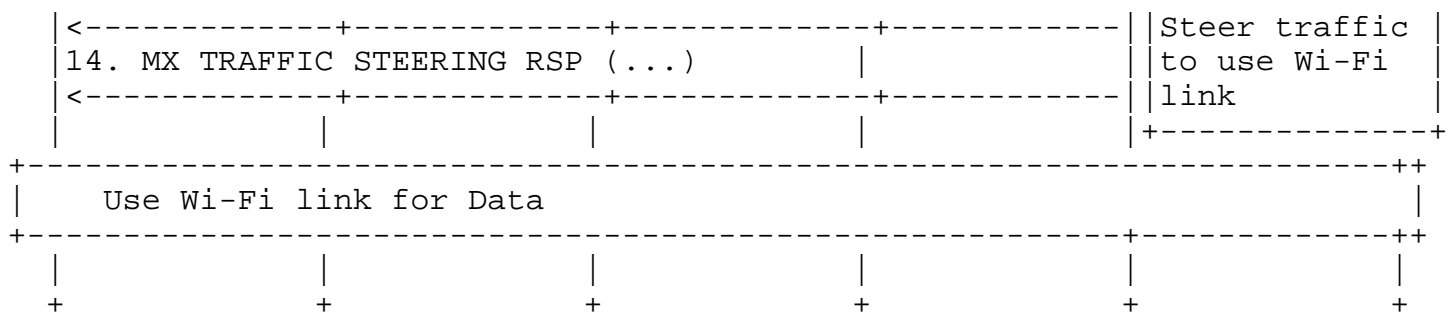 |<------------+-------------+-------------+------------||Steer traffic |
|14. MX TRAFFIC STEERING RSP (...)        |            ||to use Wi-Fi  |
|<------------+-------------+-------------+------------||link          |
|             |             |             |             |+--------------+
+-----------------------------------------------------------------------++
|    Use Wi-Fi link for Data                                             |
+---------------------------------------------------------+-------------++
|             |             |             |             |             |
+             +             +             +             +             +